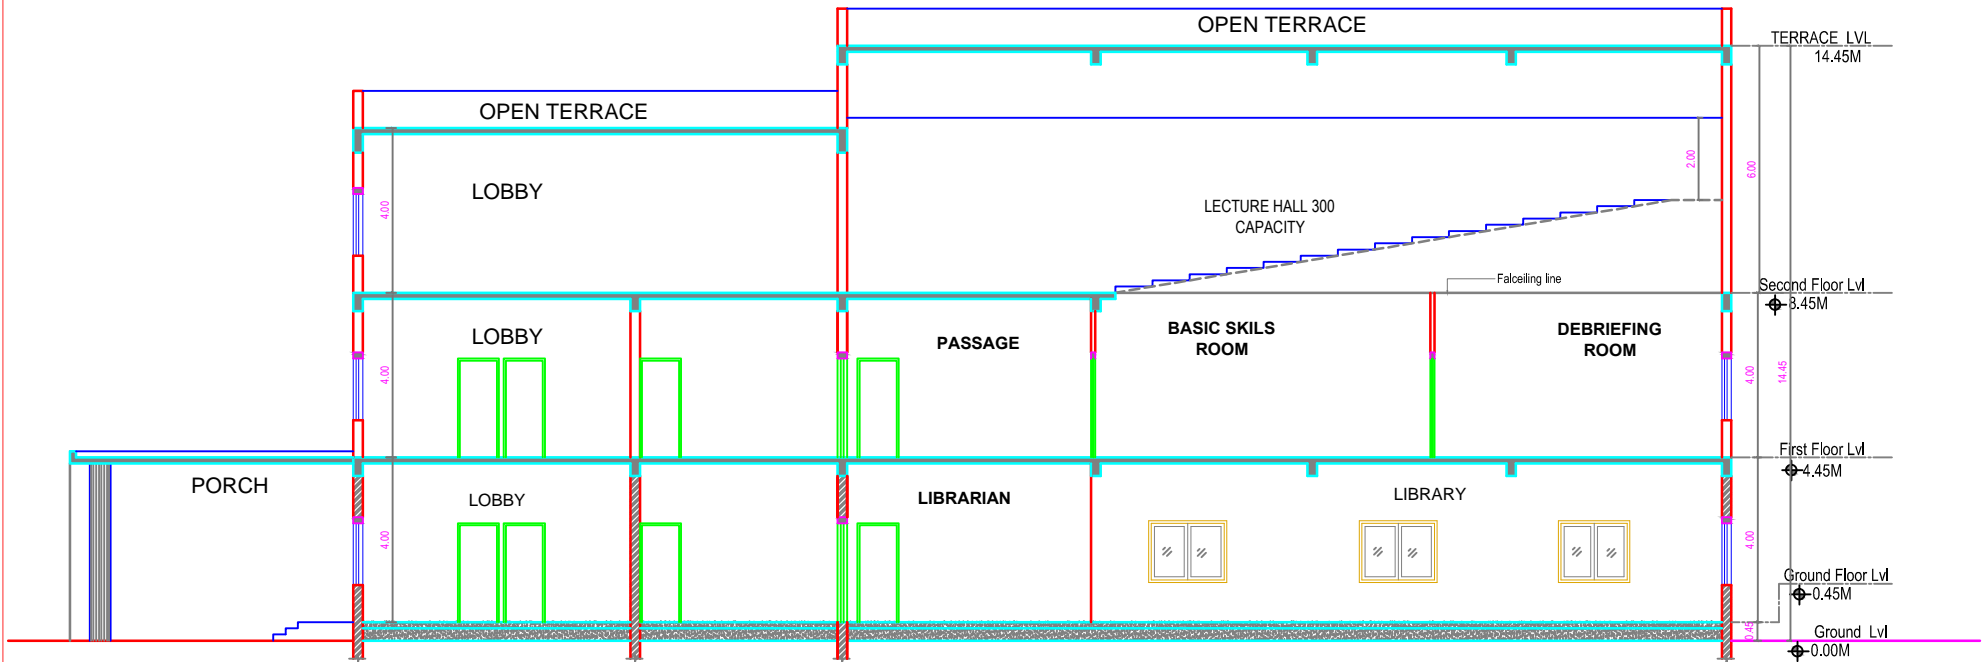 OPEN TERRACE
TERRACE LVL
14.45M
OPEN TERRACE
2.00
6.00
LOBBY
4.00
LECTURE HALL 300
CAPACITY
Falceiling line
Second Floor Lvl
8.45M
LOBBY
PASSAGE
BASIC SKILS
ROOM
DEBRIEFING
ROOM
4.00
4.00
14.45
First Floor Lvl
4.45M
PORCH
LOBBY
LIBRARIAN
LIBRARY
4.00
4.00
Ground Floor Lvl
0.45M
0.45
Ground Lvl
0.00M